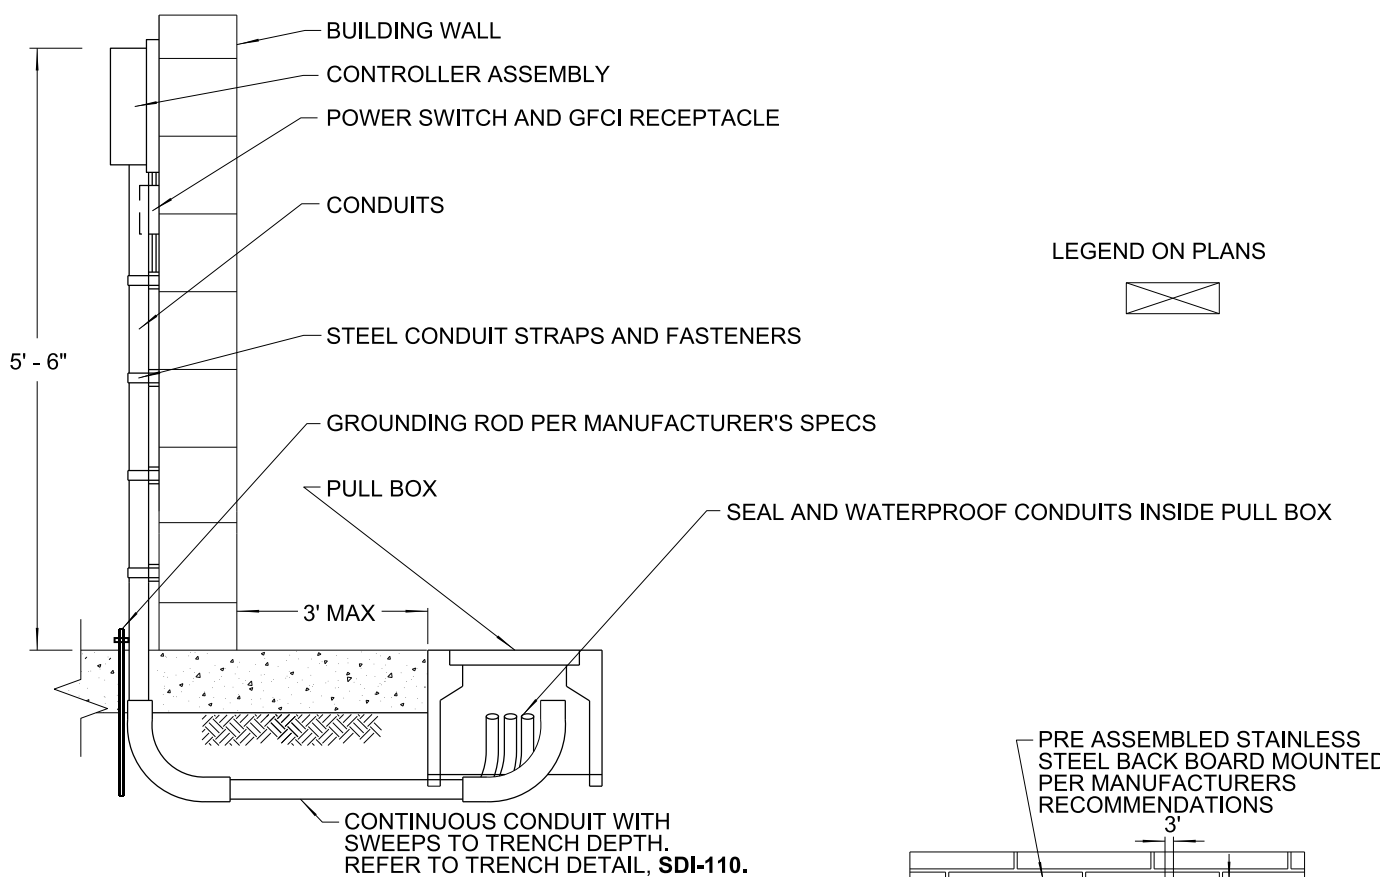 BUILDING WALL
CONTROLLER ASSEMBLY
POWER SWITCH AND GFCI RECEPTACLE
CONDUITS
LEGEND ON PLANS
STEEL CONDUIT STRAPS AND FASTENERS
5' - 6"
GROUNDING ROD PER MANUFACTURER'S SPECS
PULL BOX
SEAL AND WATERPROOF CONDUITS INSIDE PULL BOX
3' MAX
PRE ASSEMBLED STAINLESS
STEEL BACK BOARD MOUNTED
PER MANUFACTURERS
RECOMMENDATIONS
3'
CONTINUOUS CONDUIT WITH
SWEEPS TO TRENCH DEPTH.
REFER TO TRENCH DETAIL, SDI-110.